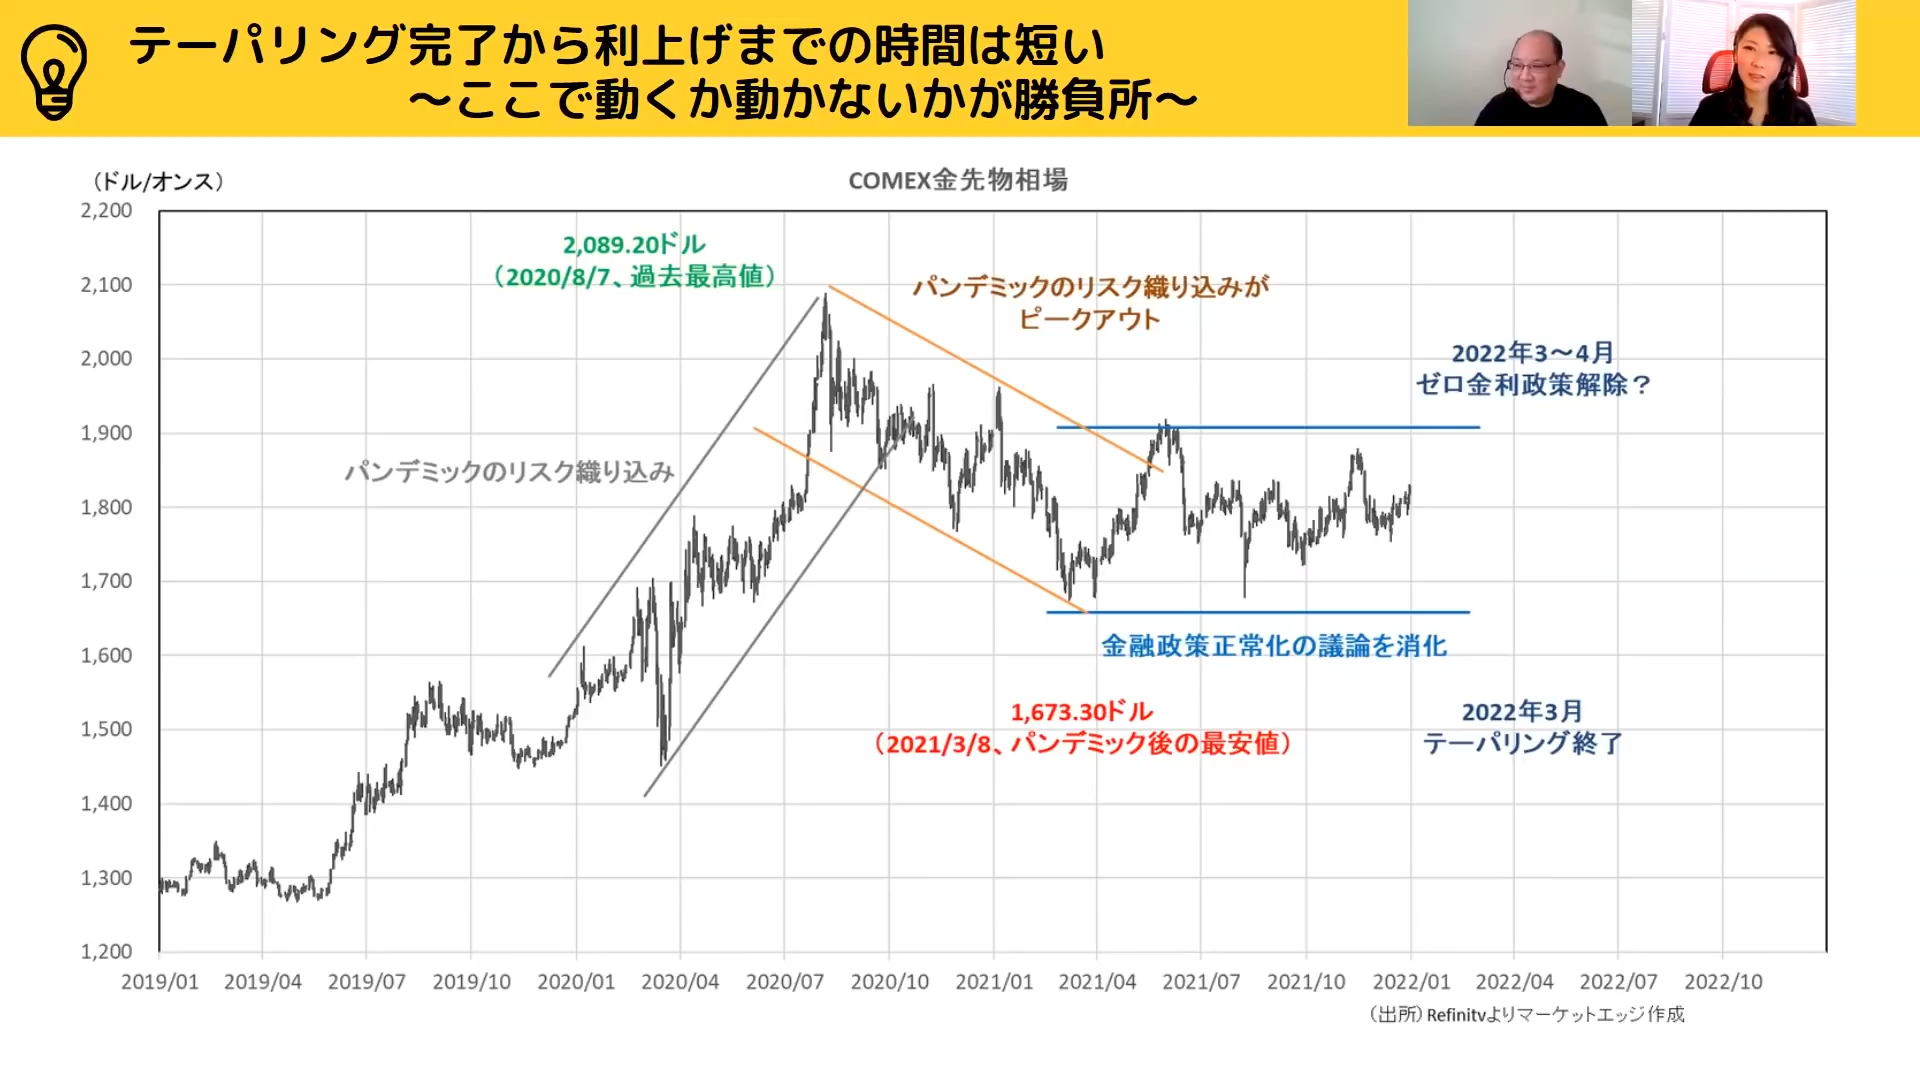 テーパリング完了から利上げまでの時間は短い
～ここで動くか動かないかが勝負所～
（ドル/オンス）
COMEX金先物相場
2,200
2,100
2,000
1,900
1,800
1,700
1,600
1,500
1,400
1,300
1,200
2,089.20ドル
（2020/8/7、過去最高値）
パンデミックのリスク織り込みが
ピークアウト
2022年3～4月
ゼロ金利政策解除？
パンデミックのリスク織り込み
金融政策正常化の議論を消化
1,673.30ドル
（2021/3/8、パンデミック後の最安値）
2022年3月
テーパリング終了
2019/01 2019/04 2019/07 2019/10 2020/01 2020/04 2020/07 2020/10 2021/01 2021/04 2021/07 2021/10 2022/01 2022/04 2022/07 2022/10
（出所）Refinitvよりマーケットエッジ作成